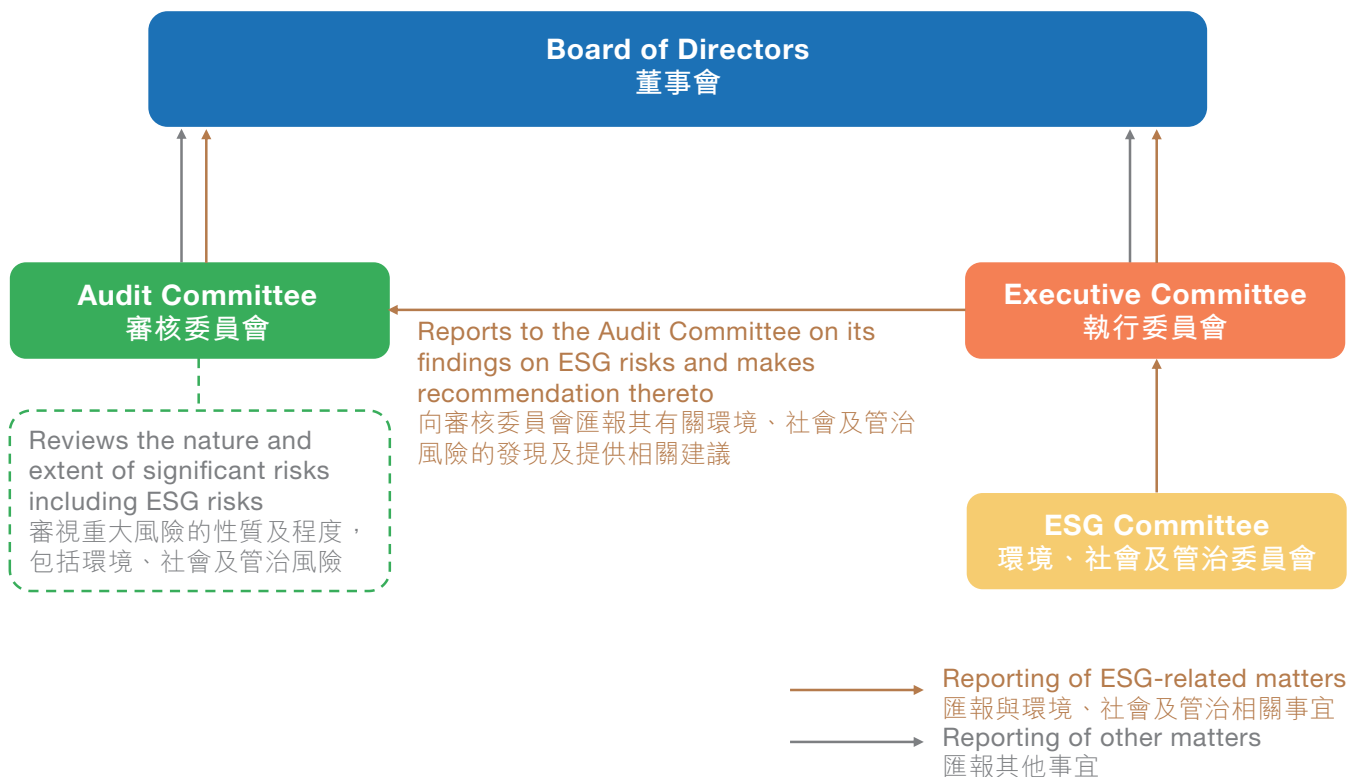 Board of Directors
董事會
Audit Committee
審核委員會
Executive Committee
執行委員會
Reports to the Audit Committee on its
findings on ESG risks and makes
recommendation thereto
向審核委員會匯報其有關環境、社會及管治
風險的發現及提供相關建議
Reviews the nature and
extent of significant risks
including ESG risks
審視重大風險的性質及程度，
包括環境、社會及管治風險
ESG Committee
環境、社會及管治委員會
Reporting of ESG-related matters
匯報與環境、社會及管治相關事宜
Reporting of other matters
匯報其他事宜